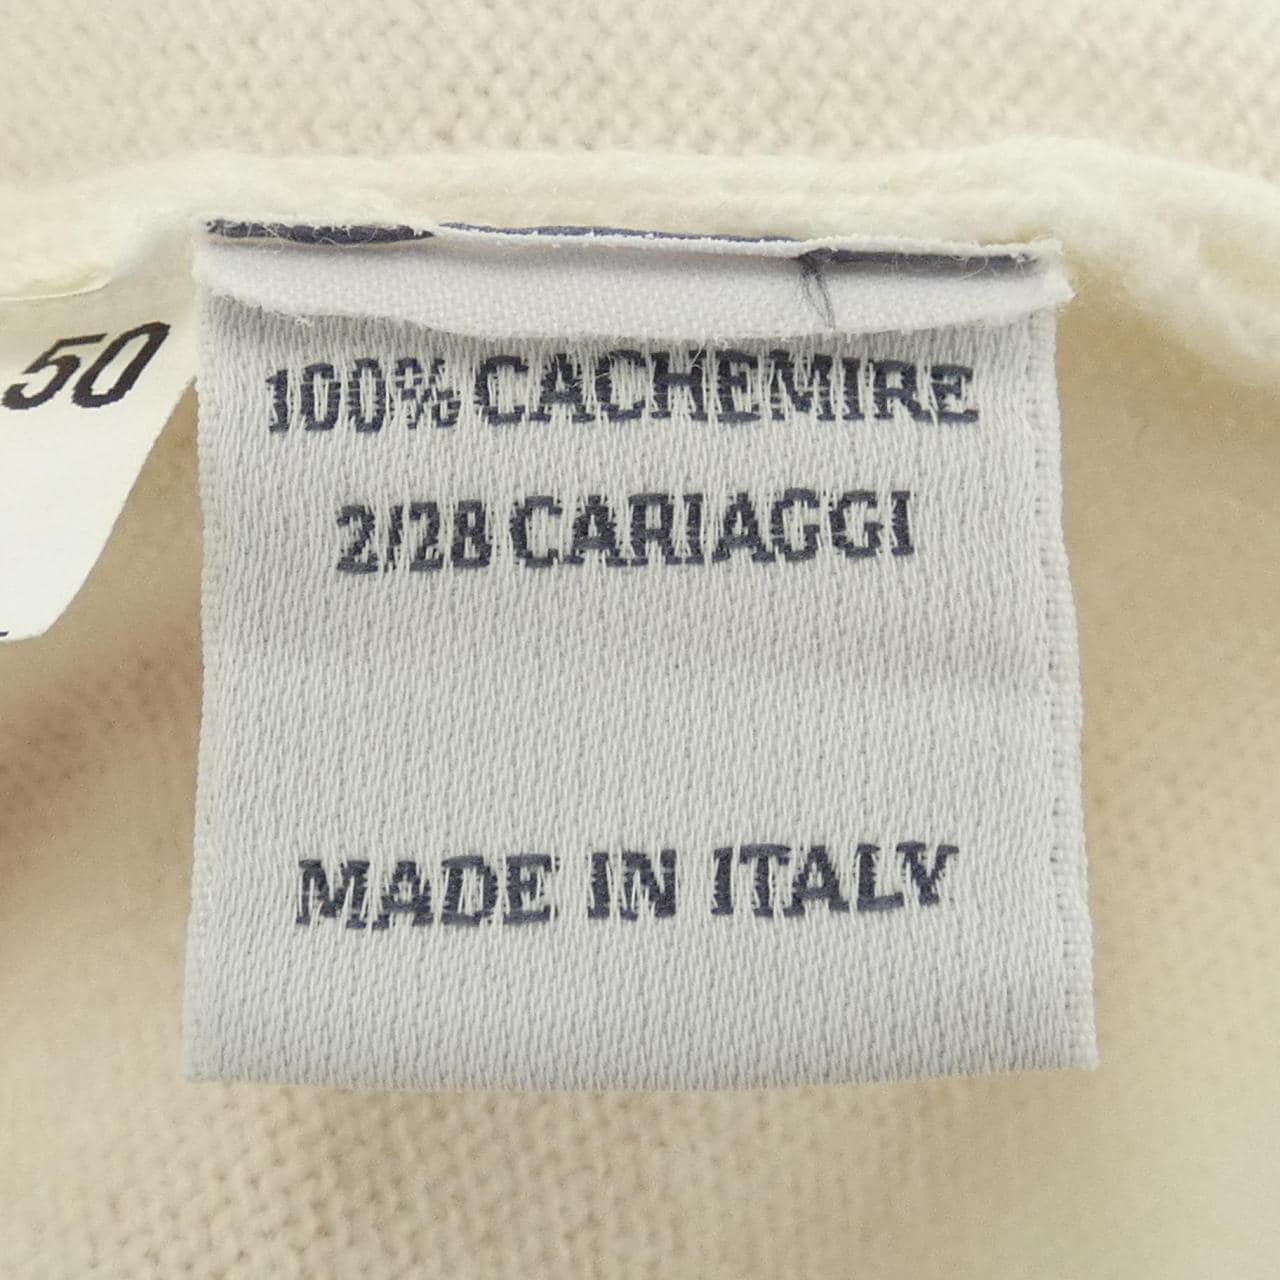 50
100% CACHEMIRE
2/28 CARIAGGI
MADE IN ITALY